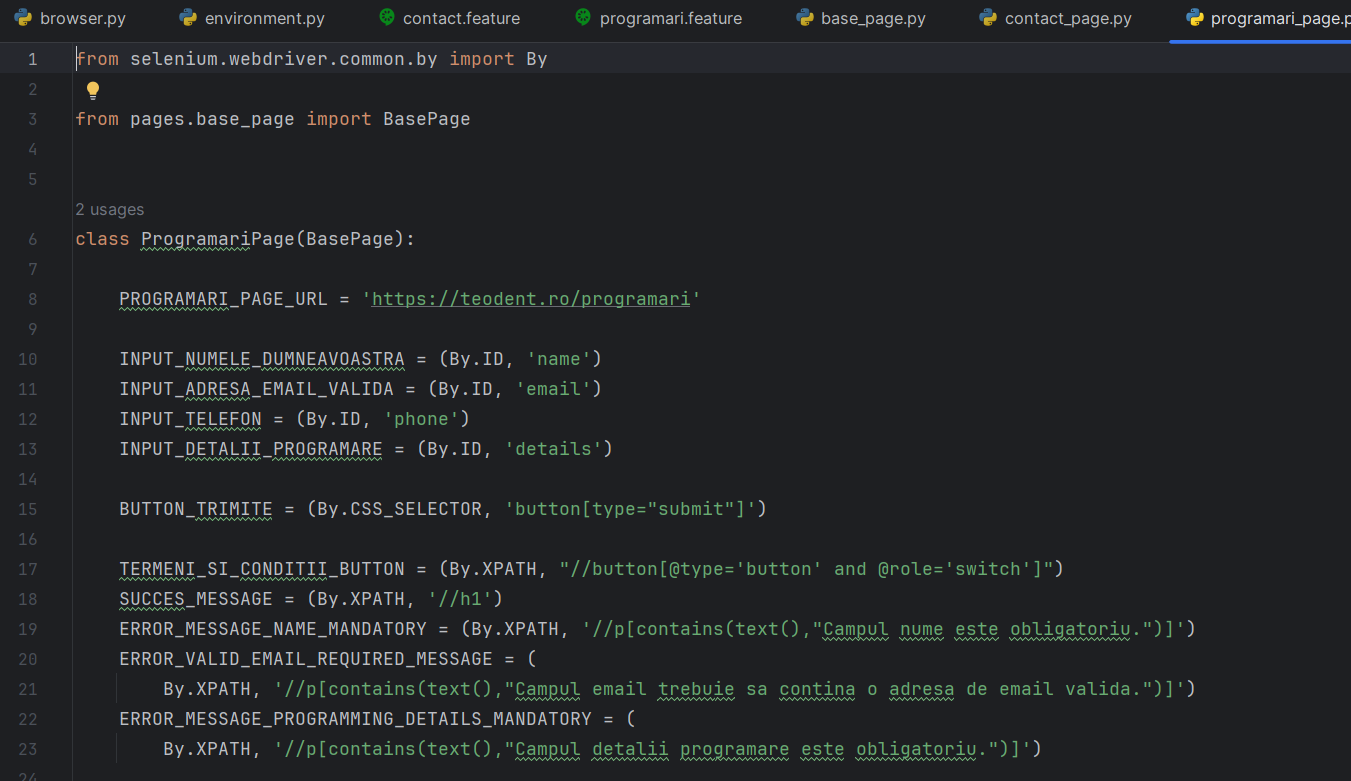 browser.py environment.py contact.feature programari.feature base_page.py contact_page.py programari_page.p
1 from selenium.webdriver.common.by import By
2
3 from pages.base_page import BasePage
4
5
2 usages
6 class ProgramariPage(BasePage):
7
8 PROGRAMARI_PAGE_URL = 'https://teodent.ro/programari'
9
10 INPUT_NUMELE_DUMNEAVOASTRA = (By.ID, 'name')
11 INPUT_ADRESA_EMAIL_VALIDA = (By.ID, 'email')
12 INPUT_TELEFON = (By.ID, 'phone')
13 INPUT_DETALII_PROGRAMARE = (By.ID, 'details')
14
15 BUTTON_TRIMITE = (By.CSS_SELECTOR, 'button[type="submit"]')
16
17 TERMENI_SI_CONDITII_BUTTON = (By.XPATH, "//button[@type='button' and @role='switch']")
18 SUCCES_MESSAGE = (By.XPATH, '//h1')
19 ERROR_MESSAGE_NAME_MANDATORY = (By.XPATH, '//p[contains(text(),"Campul nume este obligatoriu.")]')
20 ERROR_VALID_EMAIL_REQUIRED_MESSAGE = (
21 By.XPATH, '//p[contains(text(),"Campul email trebuie sa contina o adresa de email valida.")]')
22 ERROR_MESSAGE_PROGRAMMING_DETAILS_MANDATORY = (
23 By.XPATH, '//p[contains(text(),"Campul detalii programare este obligatoriu.")]')
24